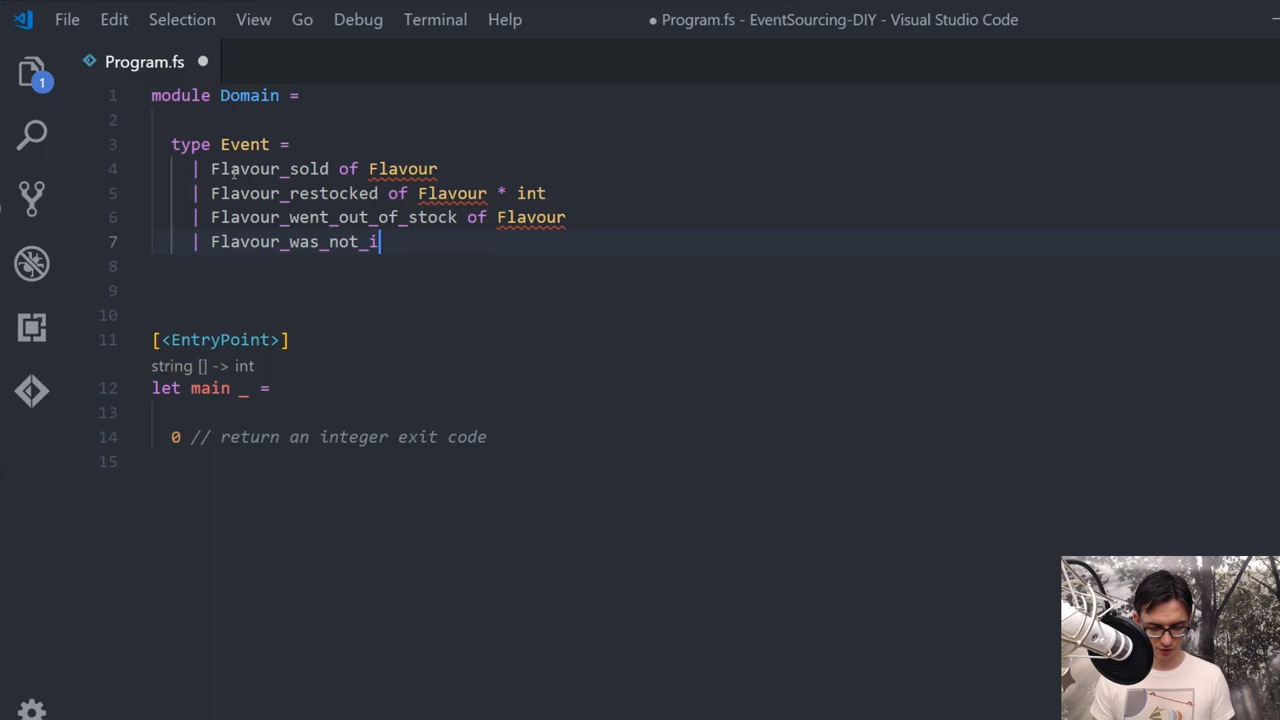 File Edit Selection View Go Debug Terminal Help ● Program.fs - EventSourcing-DIY - Visual Studio Code
Program.fs ●
1
1 module Domain =
2
3 type Event =
4 | Flavour_sold of Flavour
5 | Flavour_restocked of Flavour * int
6 | Flavour_went_out_of_stock of Flavour
7 | Flavour_was_not_i
8
9
10
11 [<EntryPoint>]
string [] -> int
12 let main _ =
13
14 0 // return an integer exit code
15